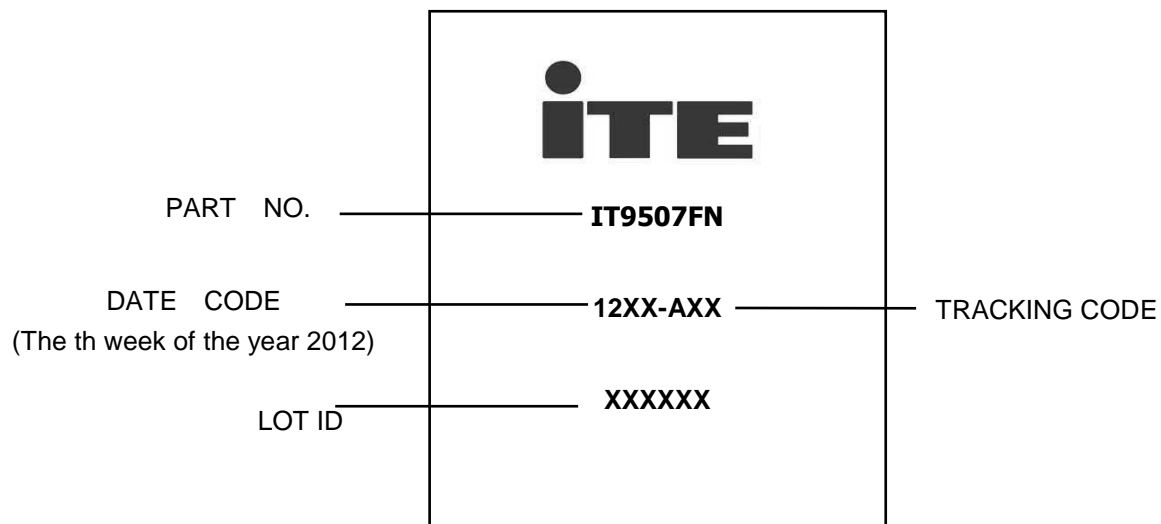 iTE
PART NO. IT9507FN
DATE CODE 12XX-AXX TRACKING CODE
(The th week of the year 2012)
LOT ID XXXXXX